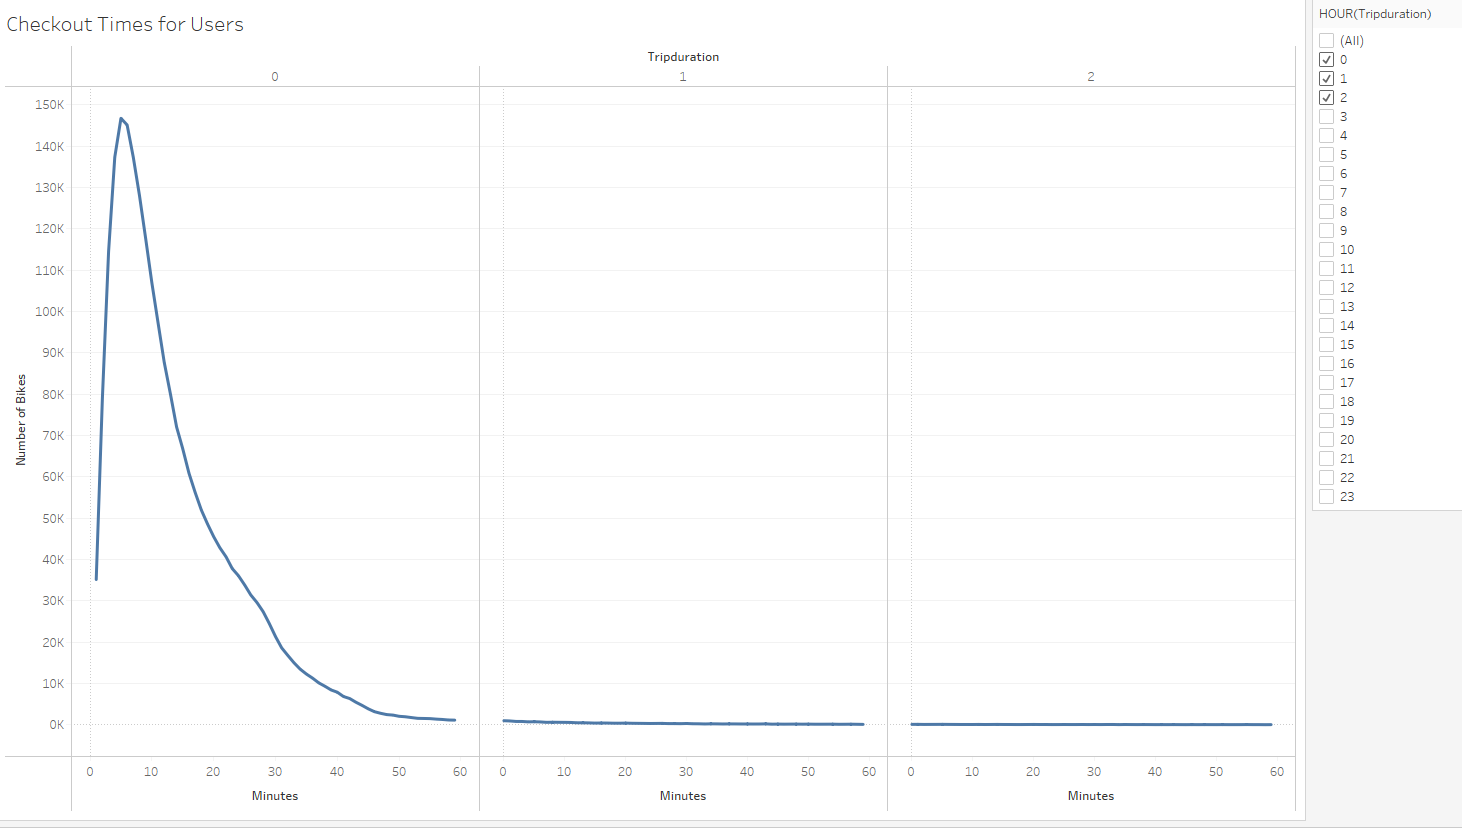 Checkout Times for Users
Tripduration
0 1 2
150K
140K
130K
120K
110K
100K
90K
80K
70K
60K
50K
40K
30K
20K
10K
0K
Number of Bikes
0 10 20 30 40 50 60 0 10 20 30 40 50 60 0 10 20 30 40 50 60
Minutes Minutes Minutes
HOUR(Tripduration)
(All)
0
1
2
3
4
5
6
7
8
9
10
11
12
13
14
15
16
17
18
19
20
21
22
23